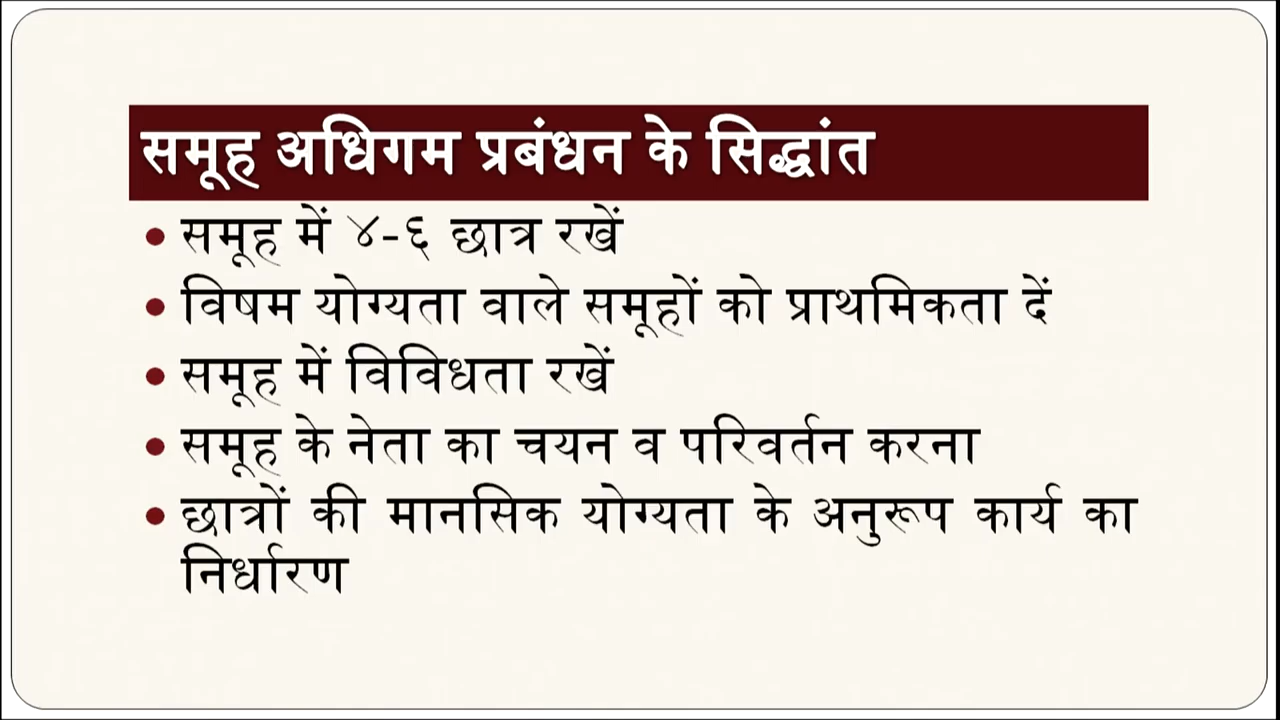 समूह अधिगम प्रबंधन के सिद्धांत
• समूह में ४-६ छात्र रखें
• विषम योग्यता वाले समूहों को प्राथमिकता दें
• समूह में विविधता रखें
• समूह के नेता का चयन व परिवर्तन करना
• छात्रों की मानसिक योग्यता के अनुरूप कार्य का
निर्धारण